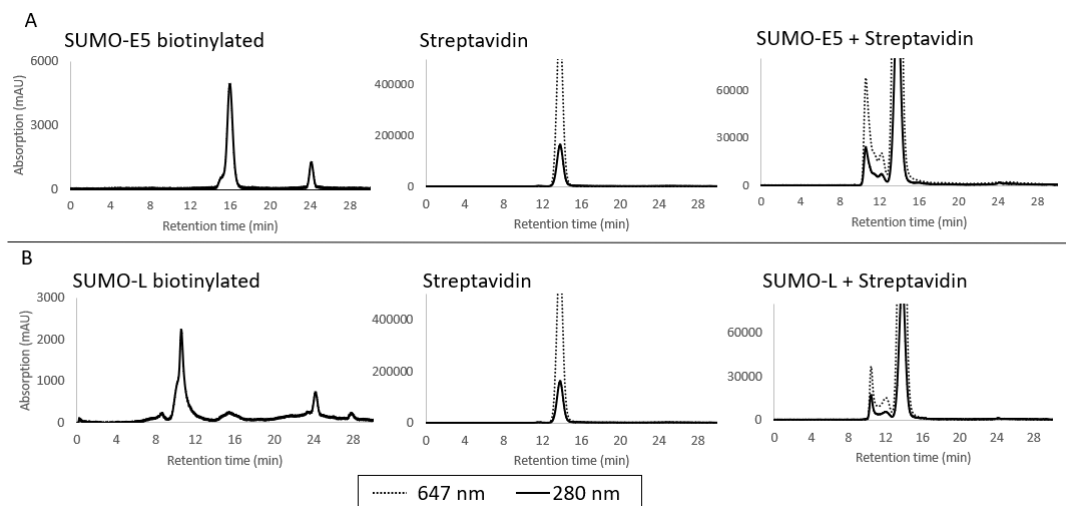 A
SUMO-E5 biotinylated
Streptavidin
SUMO-E5 + Streptavidin
Absorption (mAU)
6000
3000
0
0 4 8 12 16 20 24 28
Retention time (min)
400000
200000
0
0 4 8 12 16 20 24 28
Retention time (min)
60000
30000
0
0 4 8 12 16 20 24 28
Retention time (min)
B
SUMO-L biotinylated
Streptavidin
SUMO-L + Streptavidin
Absorption (mAU)
3000
2000
1000
0
0 4 8 12 16 20 24 28
Retention time (min)
400000
200000
0
0 4 8 12 16 20 24 28
Retention time (min)
60000
30000
0
0 4 8 12 16 20 24 28
Retention time (min)
647 nm 280 nm